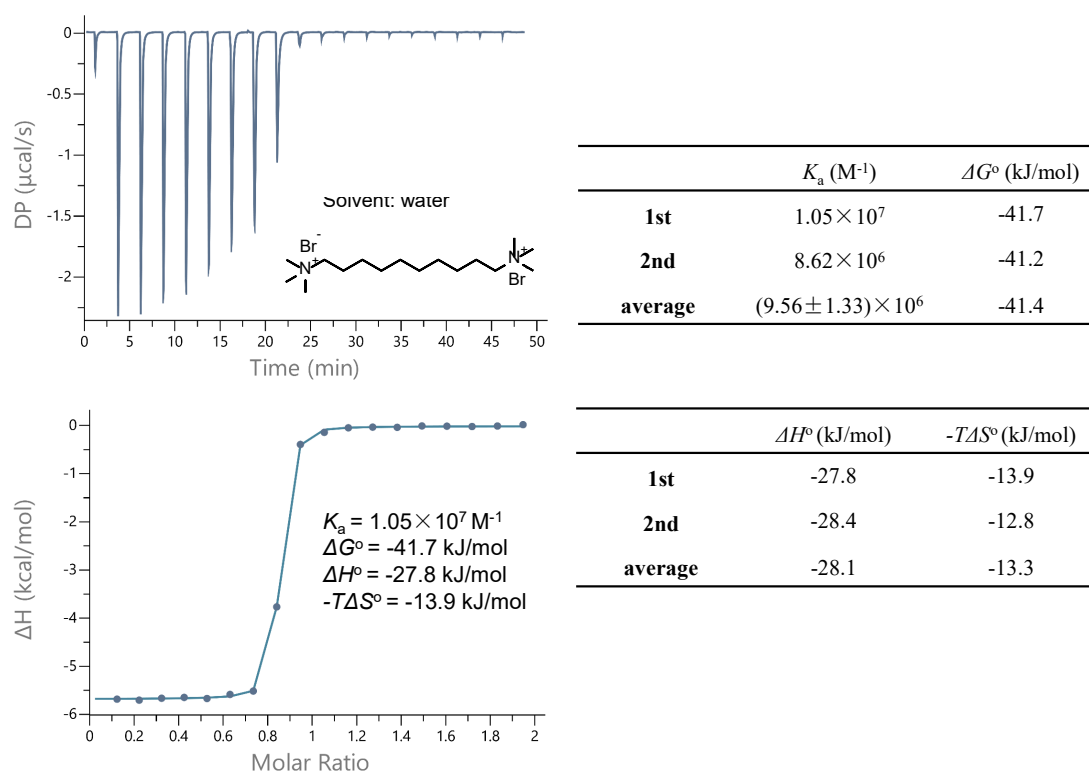 0
-0.5
-1
-1.5
-2
DP (μcal/s)
Solvent: water
Br-
N+
N+
Br
0 5 10 15 20 25 30 35 40 45 50
Time (min)
Ka (M-1) ΔGo (kJ/mol)
1st 1.05×10⁷ -41.7
2nd 8.62×10⁶ -41.2
average (9.56±1.33)×10⁶ -41.4
0
-1
-2
-3
-4
-5
-6
ΔH (kcal/mol)
Ka = 1.05×10⁷ M-1
ΔGo = -41.7 kJ/mol
ΔHo = -27.8 kJ/mol
-TΔSo = -13.9 kJ/mol
0 0.2 0.4 0.6 0.8 1 1.2 1.4 1.6 1.8 2
Molar Ratio
ΔHo (kJ/mol) -TΔSo (kJ/mol)
1st -27.8 -13.9
2nd -28.4 -12.8
average -28.1 -13.3